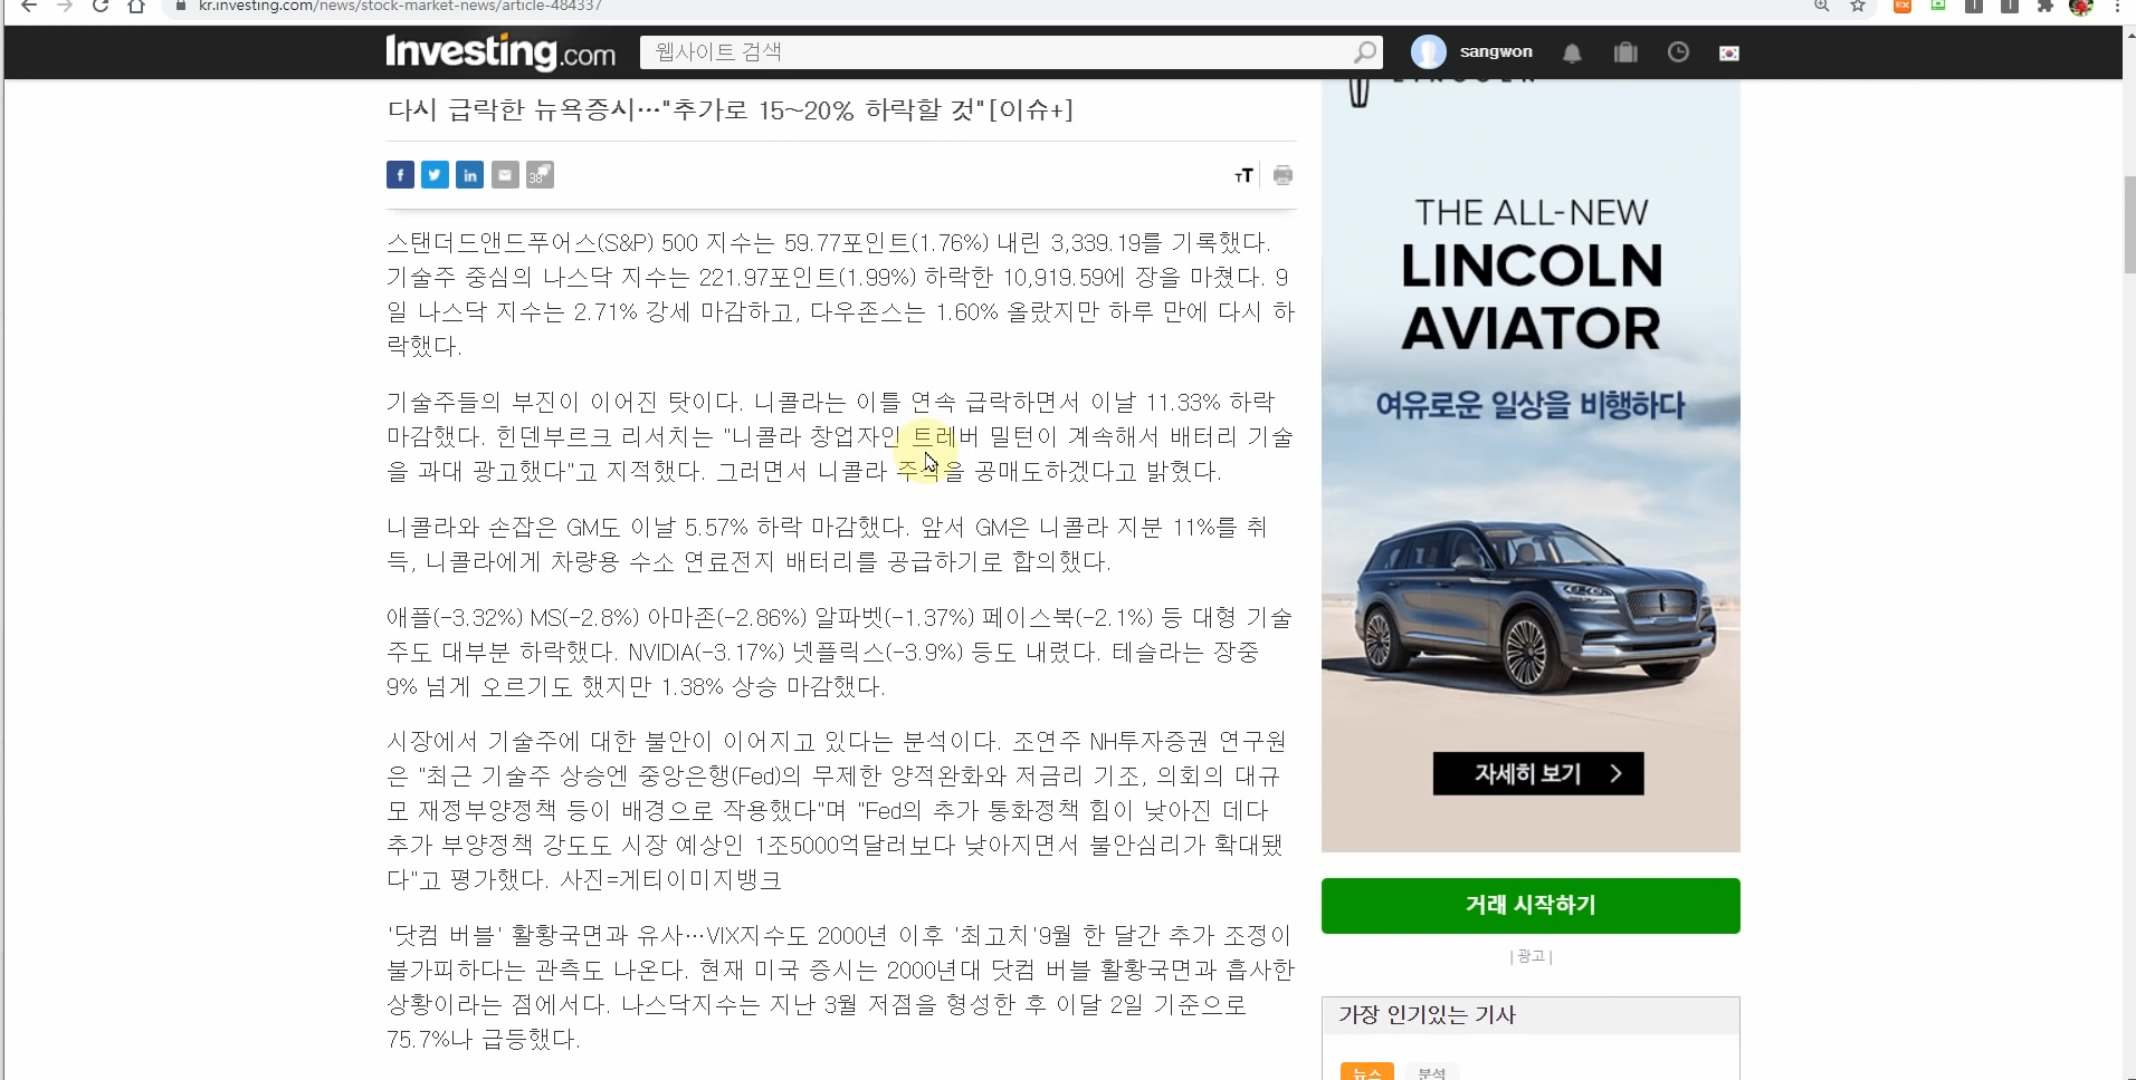 kr.investing.com/news/stock-market-news/article-484337
Investing.com
웹사이트 검색
sangwon
다시 급락한 뉴욕증시…"추가로 15~20% 하락할 것"[이슈+]
38
스탠더드앤드푸어스(S&P) 500 지수는 59.77포인트(1.76%) 내린 3,339.19를 기록했다.
기술주 중심의 나스닥 지수는 221.97포인트(1.99%) 하락한 10,919.59에 장을 마쳤다. 9
일 나스닥 지수는 2.71% 강세 마감하고, 다우존스는 1.60% 올랐지만 하루 만에 다시 하
락했다.
기술주들의 부진이 이어진 탓이다. 니콜라는 이틀 연속 급락하면서 이날 11.33% 하락
마감했다. 힌덴부르크 리서치는 "니콜라 창업자인 트레버 밀턴이 계속해서 배터리 기술
을 과대 광고했다"고 지적했다. 그러면서 니콜라 주식을 공매도하겠다고 밝혔다.
니콜라와 손잡은 GM도 이날 5.57% 하락 마감했다. 앞서 GM은 니콜라 지분 11%를 취
득, 니콜라에게 차량용 수소 연료전지 배터리를 공급하기로 합의했다.
애플(-3.32%) MS(-2.8%) 아마존(-2.86%) 알파벳(-1.37%) 페이스북(-2.1%) 등 대형 기술
주도 대부분 하락했다. NVIDIA(-3.17%) 넷플릭스(-3.9%) 등도 내렸다. 테슬라는 장중
9% 넘게 오르기도 했지만 1.38% 상승 마감했다.
시장에서 기술주에 대한 불안이 이어지고 있다는 분석이다. 조연주 NH투자증권 연구원
은 "최근 기술주 상승엔 중앙은행(Fed)의 무제한 양적완화와 저금리 기조, 의회의 대규
모 재정부양정책 등이 배경으로 작용했다"며 "Fed의 추가 통화정책 힘이 낮아진 데다
추가 부양정책 강도도 시장 예상인 1조5000억달러보다 낮아지면서 불안심리가 확대됐
다"고 평가했다. 사진=게티이미지뱅크
'닷컴 버블' 활황국면과 유사…VIX지수도 2000년 이후 '최고치'9월 한 달간 추가 조정이
불가피하다는 관측도 나온다. 현재 미국 증시는 2000년대 닷컴 버블 활황국면과 흡사한
상황이라는 점에서다. 나스닥지수는 지난 3월 저점을 형성한 후 이달 2일 기준으로
75.7%나 급등했다.
THE ALL-NEW
LINCOLN
AVIATOR
여유로운 일상을 비행하다
자세히 보기
거래 시작하기
|광고|
가장 인기있는 기사
뉴스
분석